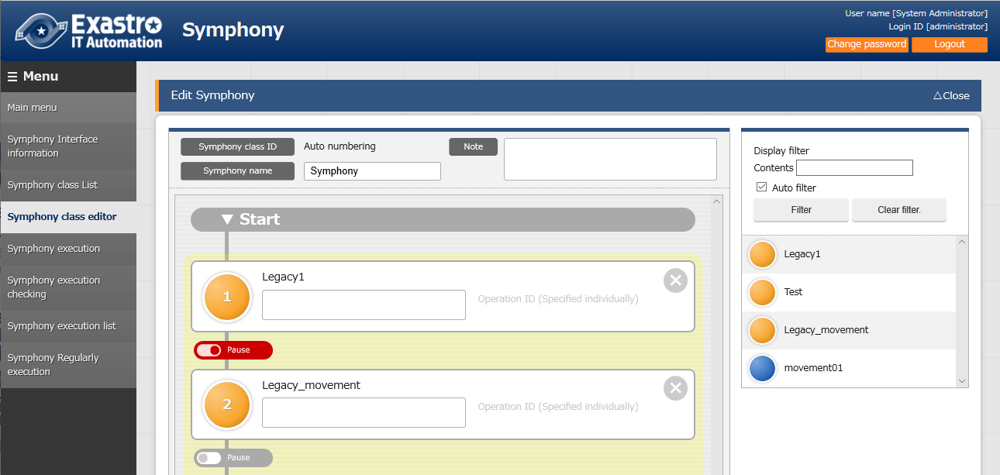 Exastro
IT Automation
Symphony
User name [System Administrator]
Login ID [administrator]
Change password
Logout
☰ Menu
Main menu
Symphony Interface
information
Symphony class List
Symphony class editor
Symphony execution
Symphony execution
checking
Symphony execution list
Symphony Regularly
execution
Edit Symphony
△Close
Symphony class ID
Auto numbering
Note
Symphony name
Symphony
▼ Start
1
Legacy1
Operation ID (Specified individually)
Pause
2
Legacy_movement
Operation ID (Specified individually)
Pause
Display filter
Contents
Auto filter
Filter
Clear filter.
Legacy1
Test
Legacy_movement
movement01